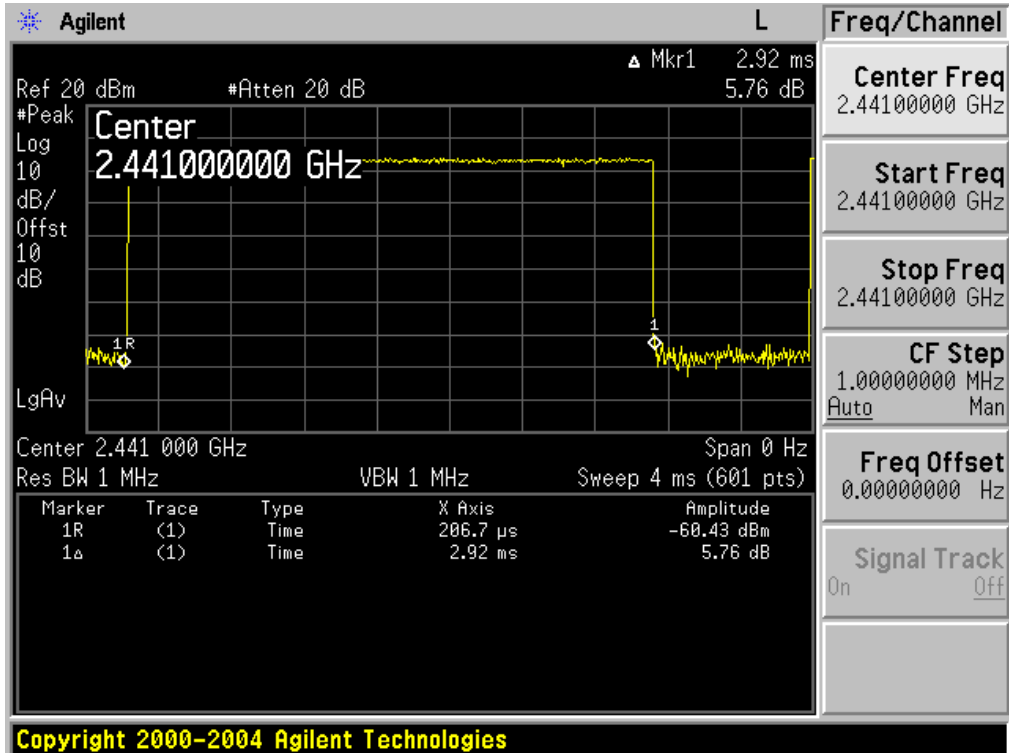 Agilent L
Freq/Channel
▵ Mkr1 2.92 ms
Ref 20 dBm #Atten 20 dB 5.76 dB
#Peak
Log
10
dB/
Offst
10
dB
LgAv
Center
2.441000000 GHz
1R
1
Center 2.441 000 GHz Span 0 Hz
Res BW 1 MHz VBW 1 MHz Sweep 4 ms (601 pts)
Marker Trace Type X Axis Amplitude
1R (1) Time 206.7 µs -60.43 dBm
1▵ (1) Time 2.92 ms 5.76 dB
Center Freq
2.44100000 GHz
Start Freq
2.44100000 GHz
Stop Freq
2.44100000 GHz
CF Step
1.00000000 MHz
Auto Man
Freq Offset
0.00000000 Hz
Signal Track
On Off
Copyright 2000-2004 Agilent Technologies